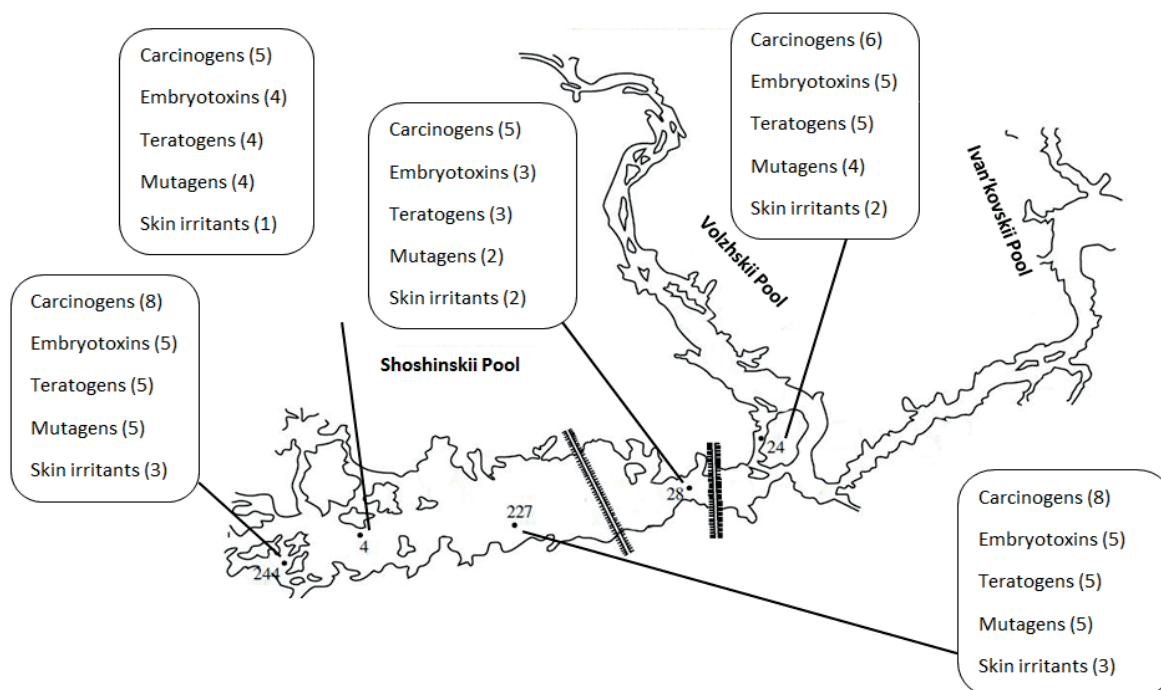 Carcinogens (5)
Embryotoxins (4)
Teratogens (4)
Mutagens (4)
Skin irritants (1)
Carcinogens (5)
Embryotoxins (3)
Teratogens (3)
Mutagens (2)
Skin irritants (2)
Carcinogens (6)
Embryotoxins (5)
Teratogens (5)
Mutagens (4)
Skin irritants (2)
Ivan'kovskii Pool
Volzhskii Pool
Carcinogens (8)
Embryotoxins (5)
Teratogens (5)
Mutagens (5)
Skin irritants (3)
Shoshinskii Pool
24
28
227
4
244
Carcinogens (8)
Embryotoxins (5)
Teratogens (5)
Mutagens (5)
Skin irritants (3)